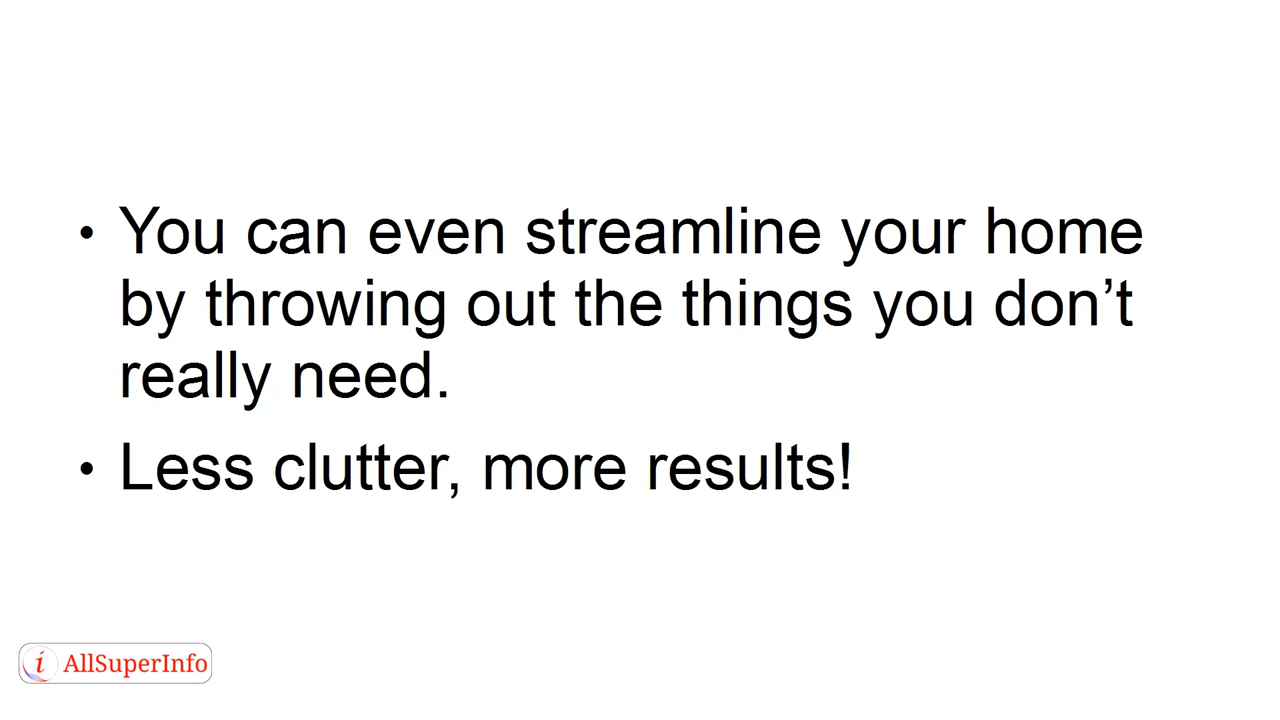 • You can even streamline your home
by throwing out the things you don’t
really need.
• Less clutter, more results!
i AllSuperInfo